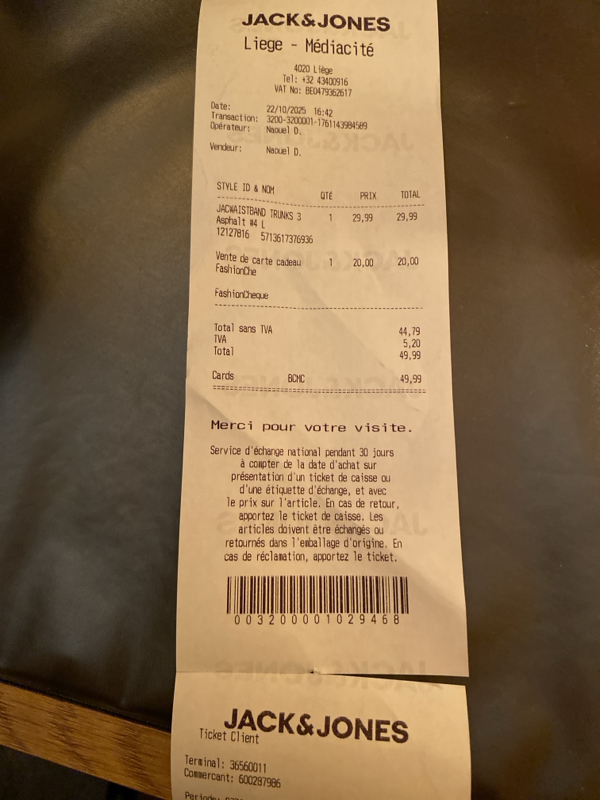 JACK&JONES
Liege - Médiacité
4020 Liège
Tel: +32 43400916
VAT No: BE0479362617
Date: 22/10/2025 16:42
Transaction: 3200-3200001-1761143984589
Opérateur: Naouel D.
Vendeur: Naouel D.
STYLE ID & NOM QTÉ PRIX TOTAL
JACWAISTBAND TRUNKS 3 1 29,99 29,99
Asphalt #4 L
12127816 5713617376936
Vente de carte cadeau 1 20,00 20,00
FashionChe
FashionCheque
Total sans TVA 44,79
TVA 5,20
Total 49,99
Cards BCMC 49,99
Merci pour votre visite.
Service d'échange national pendant 30 jours
à compter de la date d'achat sur
présentation d'un ticket de caisse ou
d'une étiquette d'échange, et avec
le prix sur l'article. En cas de retour,
apportez le ticket de caisse. Les
articles doivent être échangés ou
retournés dans l'emballage d'origine. En
cas de réclamation, apportez le ticket.
003200001029468
JACK&JONES
Ticket Client
Terminal: 36560011
Commercant: 600287986